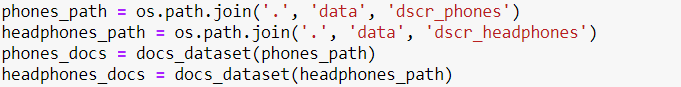 phones_path = os.path.join('.', 'data', 'dscr_phones')
headphones_path = os.path.join('.', 'data', 'dscr_headphones')
phones_docs = docs_dataset(phones_path)
headphones_docs = docs_dataset(headphones_path)